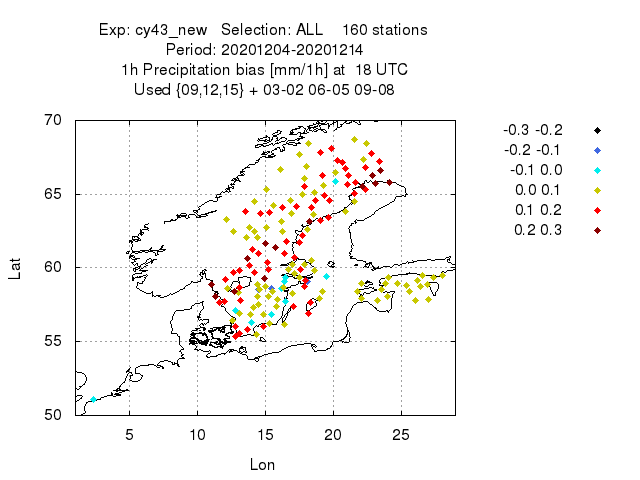 Exp: cy43_new   Selection: ALL    160 stations
Period: 20201204-20201214
1h Precipitation bias [mm/1h] at  18 UTC
Used {09,12,15} + 03-02 06-05 09-08
-0.3 -0.2
-0.2 -0.1
-0.1 0.0
0.0 0.1
0.1 0.2
0.2 0.3
70
65
60
55
50
Lat
5 10 15 20 25
Lon